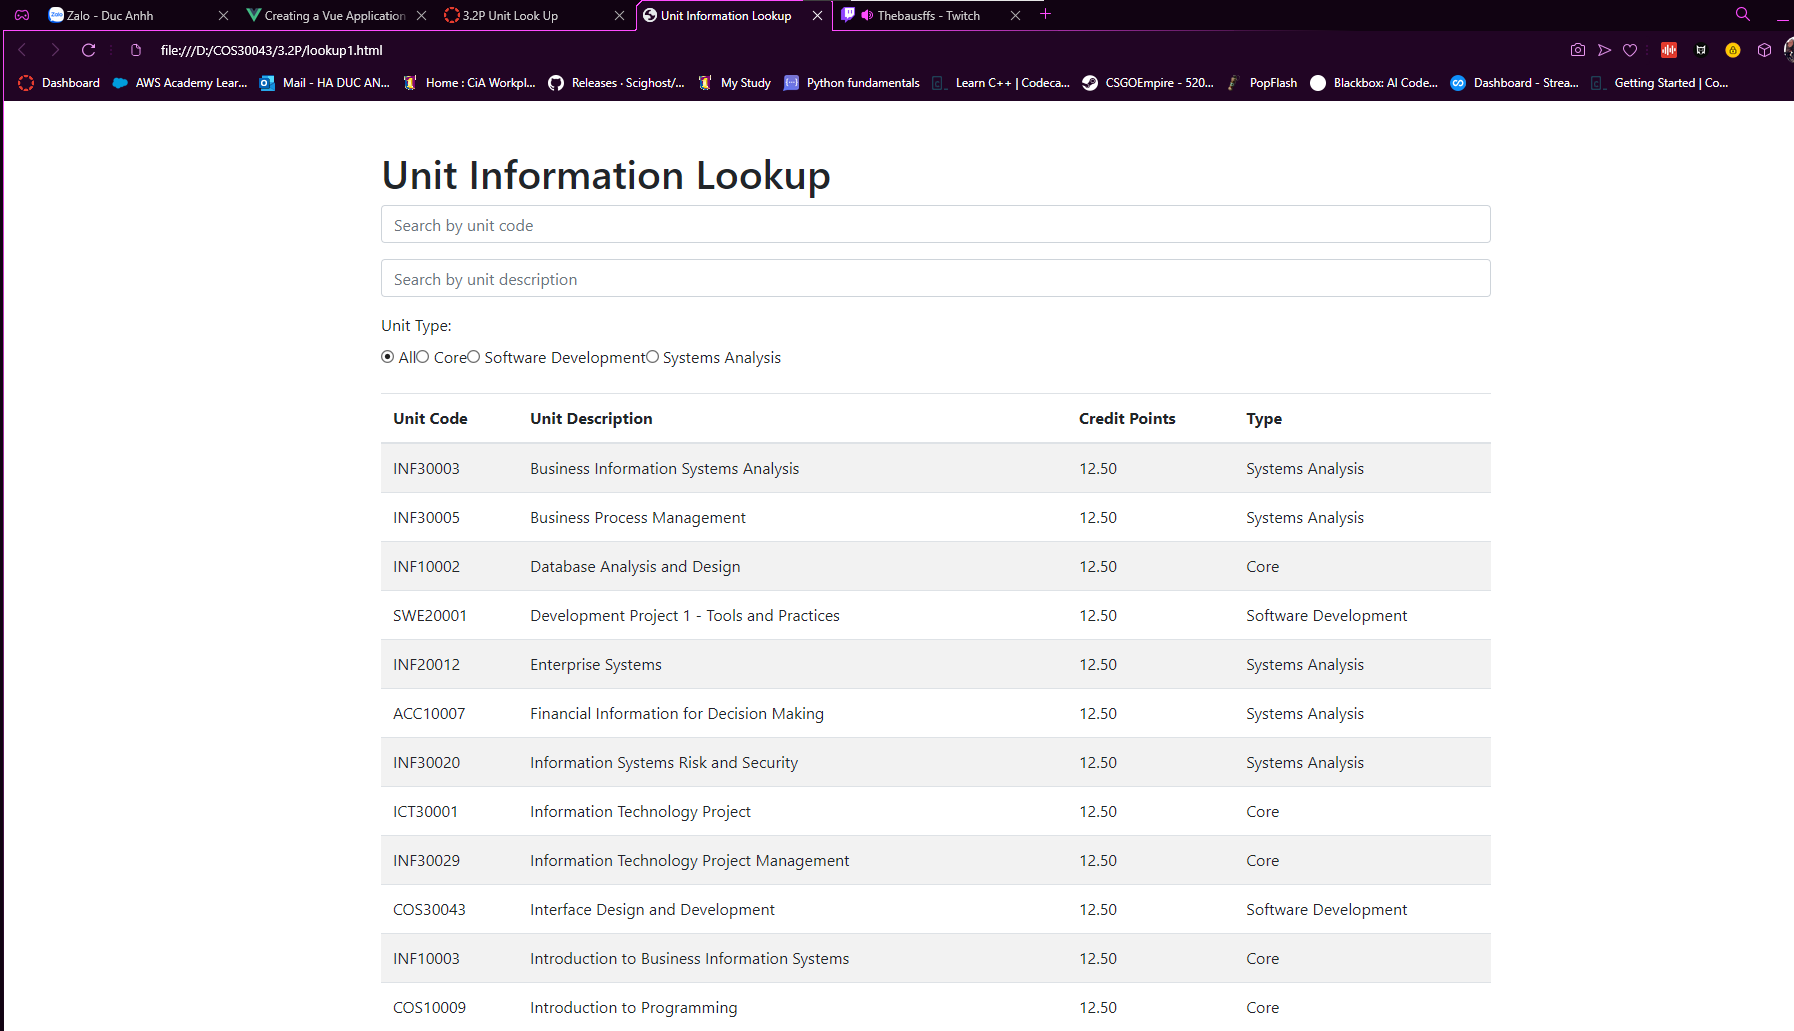 Zalo - Duc Anhh
Creating a Vue Application
3.2P Unit Look Up
Unit Information Lookup
Thebausffs - Twitch
file:///D:/COS30043/3.2P/lookup1.html
Dashboard
AWS Academy Lear...
Mail - HA DUC AN...
Home : CiA Workpl...
Releases · Scighost/...
My Study
Python fundamentals
Learn C++ | Codeca...
CSGOEmpire - 520...
PopFlash
Blackbox: AI Code...
Dashboard - Strea...
Getting Started | Co...
Unit Information Lookup
Search by unit code
Search by unit description
Unit Type:
All Core Software Development Systems Analysis
Unit Code Unit Description Credit Points Type
INF30003 Business Information Systems Analysis 12.50 Systems Analysis
INF30005 Business Process Management 12.50 Systems Analysis
INF10002 Database Analysis and Design 12.50 Core
SWE20001 Development Project 1 - Tools and Practices 12.50 Software Development
INF20012 Enterprise Systems 12.50 Systems Analysis
ACC10007 Financial Information for Decision Making 12.50 Systems Analysis
INF30020 Information Systems Risk and Security 12.50 Systems Analysis
ICT30001 Information Technology Project 12.50 Core
INF30029 Information Technology Project Management 12.50 Core
COS30043 Interface Design and Development 12.50 Software Development
INF10003 Introduction to Business Information Systems 12.50 Core
COS10009 Introduction to Programming 12.50 Core